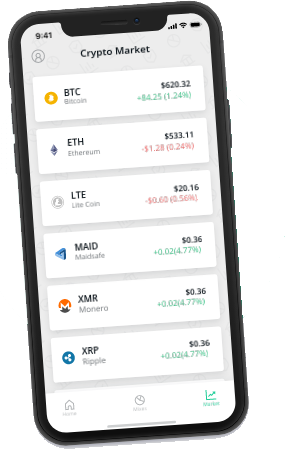 9:41
Crypto Market
BTC
Bitcoin
$620.32
+84.25 (1.24%)
ETH
Ethereum
$533.11
-$1.28 (0.24%)
LTE
Lite Coin
$20.16
-$0.60 (0.56%)
MAID
Maidsafe
$0.36
+0.02(4.77%)
XMR
Monero
$0.36
+0.02(4.77%)
XRP
Ripple
$0.36
+0.02(4.77%)
Home
Market